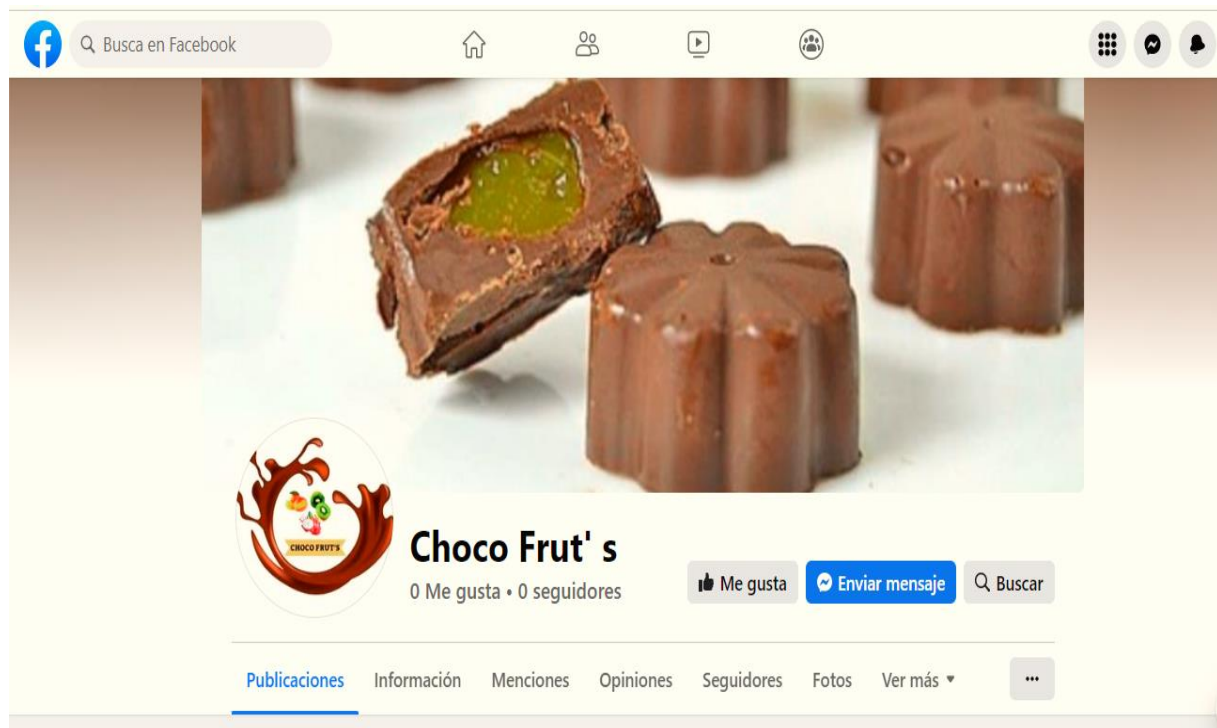 Busca en Facebook
CHOCO FRUT'S
Choco Frut' s
0 Me gusta • 0 seguidores
Me gusta
Enviar mensaje
Buscar
Publicaciones
Información
Menciones
Opiniones
Seguidores
Fotos
Ver más